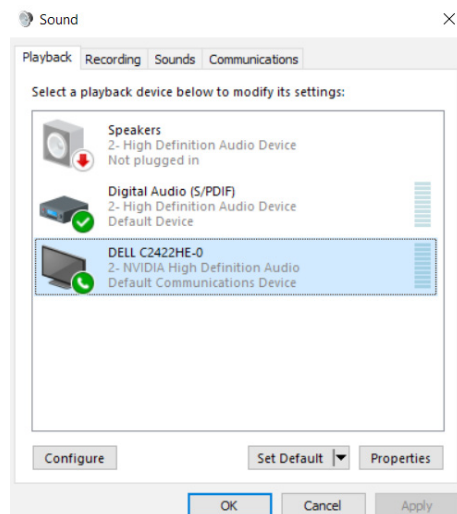 Sound
Playback Recording Sounds Communications
Select a playback device below to modify its settings:
Speakers
2- High Definition Audio Device
Not plugged in
Digital Audio (S/PDIF)
2- High Definition Audio Device
Default Device
DELL C2422HE-0
2- NVIDIA High Definition Audio
Default Communications Device
Configure Set Default Properties
OK Cancel Apply